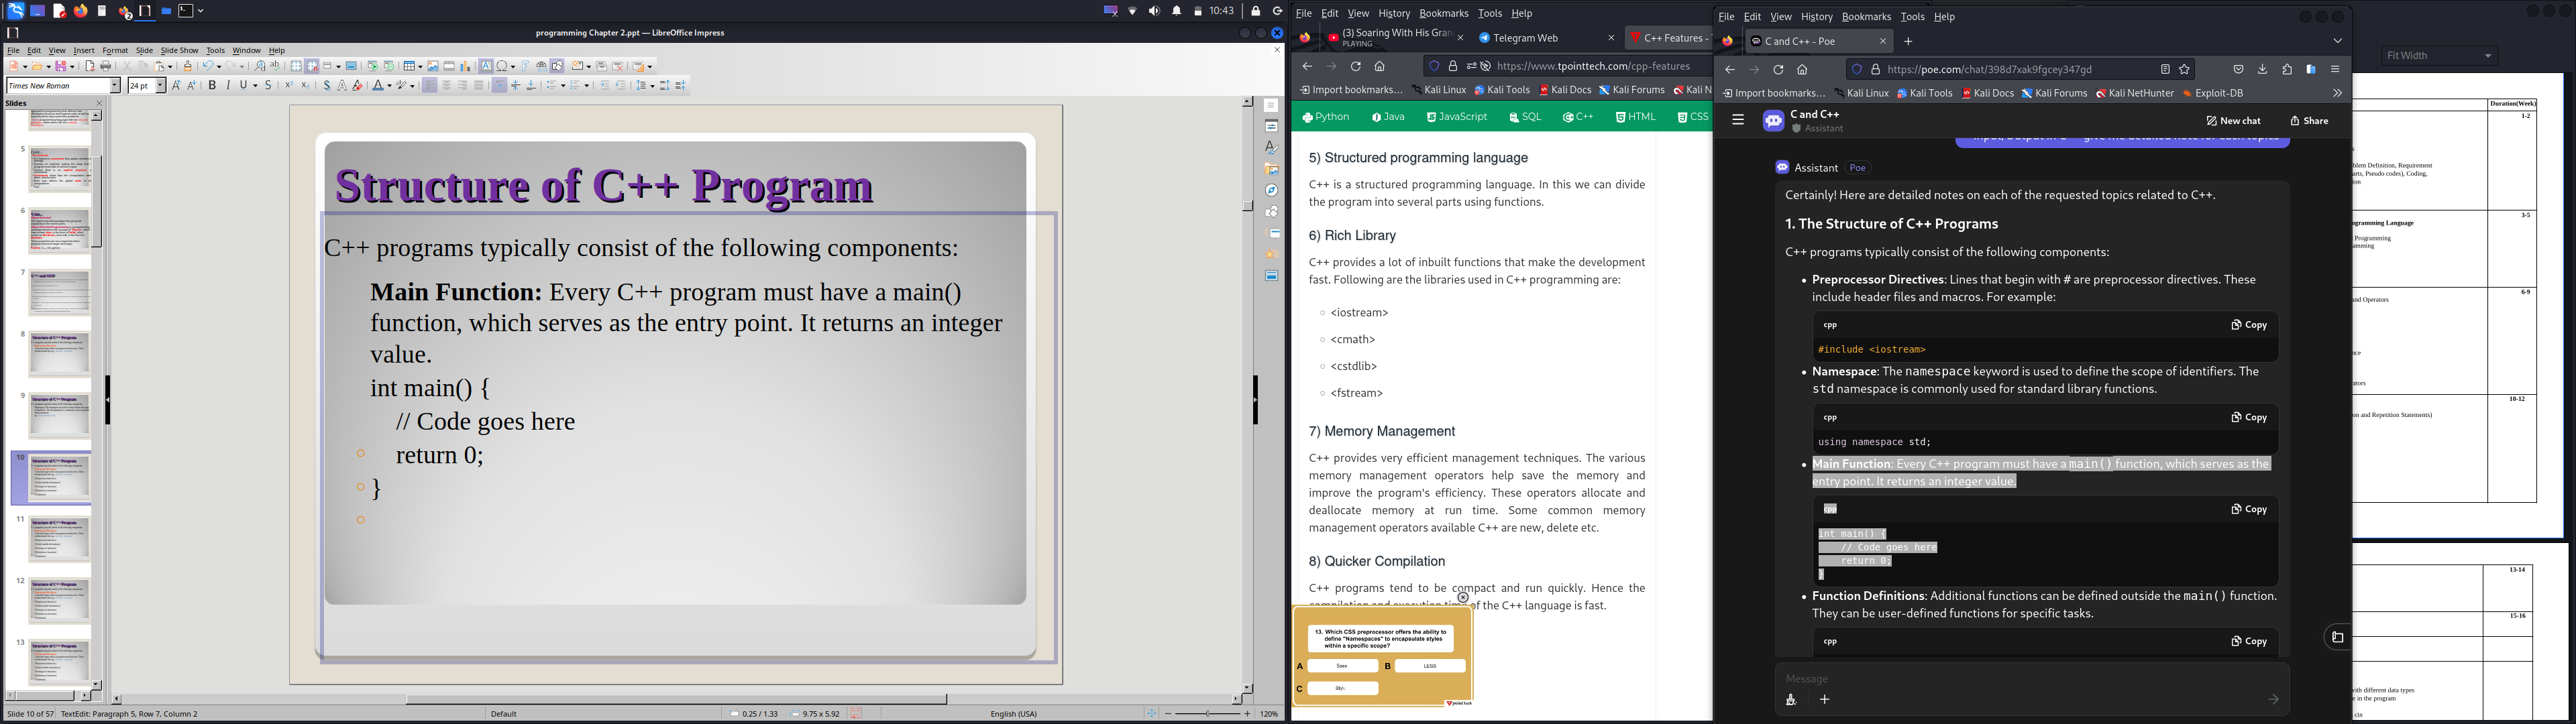 10:43
programming Chapter 2.ppt — LibreOffice Impress
File Edit View Insert Format Slide Slide Show Tools Window Help
Times New Roman
24 pt
Slides
5
6
7
8
9
10
11
12
13
Structure of C++ Program
C++ programs typically consist of the following components:
Main Function: Every C++ program must have a main()
function, which serves as the entry point. It returns an integer
value.
int main() {
// Code goes here
return 0;
}
Slide 10 of 57
TextEdit: Paragraph 5, Row 7, Column 2
Default
0.25 / 1.33
9.75 x 5.92
English (USA)
120%
File Edit View History Bookmarks Tools Help
(3) Soaring With His Gran
PLAYING
Telegram Web
C++ Features -
https://www.tpointtech.com/cpp-features
Import bookmarks... Kali Linux Kali Tools Kali Docs Kali Forums Kali N
Python Java JavaScript SQL C++ HTML CSS
5) Structured programming language
C++ is a structured programming language. In this we can divide
the program into several parts using functions.
6) Rich Library
C++ provides a lot of inbuilt functions that make the development
fast. Following are the libraries used in C++ programming are:
<iostream>
<cmath>
<cstdlib>
<fstream>
7) Memory Management
C++ provides very efficient management techniques. The various
memory management operators help save the memory and
improve the program's efficiency. These operators allocate and
deallocate memory at run time. Some common memory
management operators available C++ are new, delete etc.
8) Quicker Compilation
C++ programs tend to be compact and run quickly. Hence the
compilation and execution time of the C++ language is fast.
13. Which CSS preprocessor offers the ability to
define "Namespaces" to encapsulate styles
within a specific scope?
A Sass
B LESS
C
File Edit View History Bookmarks Tools Help
C and C++ - Poe
https://poe.com/chat/398d7xak9fgcey347gd
Import bookmarks... Kali Linux Kali Tools Kali Docs Kali Forums Kali NetHunter Exploit-DB
C and C++
Assistant
New chat
Share
Assistant Poe
Certainly! Here are detailed notes on each of the requested topics related to C++.
1. The Structure of C++ Programs
C++ programs typically consist of the following components:
Preprocessor Directives: Lines that begin with # are preprocessor directives. These
include header files and macros. For example:
cpp Copy
#include <iostream>
Namespace: The namespace keyword is used to define the scope of identifiers. The
std namespace is commonly used for standard library functions.
cpp Copy
using namespace std;
Main Function: Every C++ program must have a main() function, which serves as the
entry point. It returns an integer value.
cpp Copy
int main() {
// Code goes here
return 0;
}
Function Definitions: Additional functions can be defined outside the main() function.
They can be user-defined functions for specific tasks.
cpp Copy
Message
Fit Width
Duration(Week)
1-2
blem Definition, Requirement
arts, Pseudo codes), Coding,
3-5
ogramming Language
Programming
6-9
and Operators
10-12
on and Repetition Statements)
13-14
15-16
with different data types
e in the program
cin